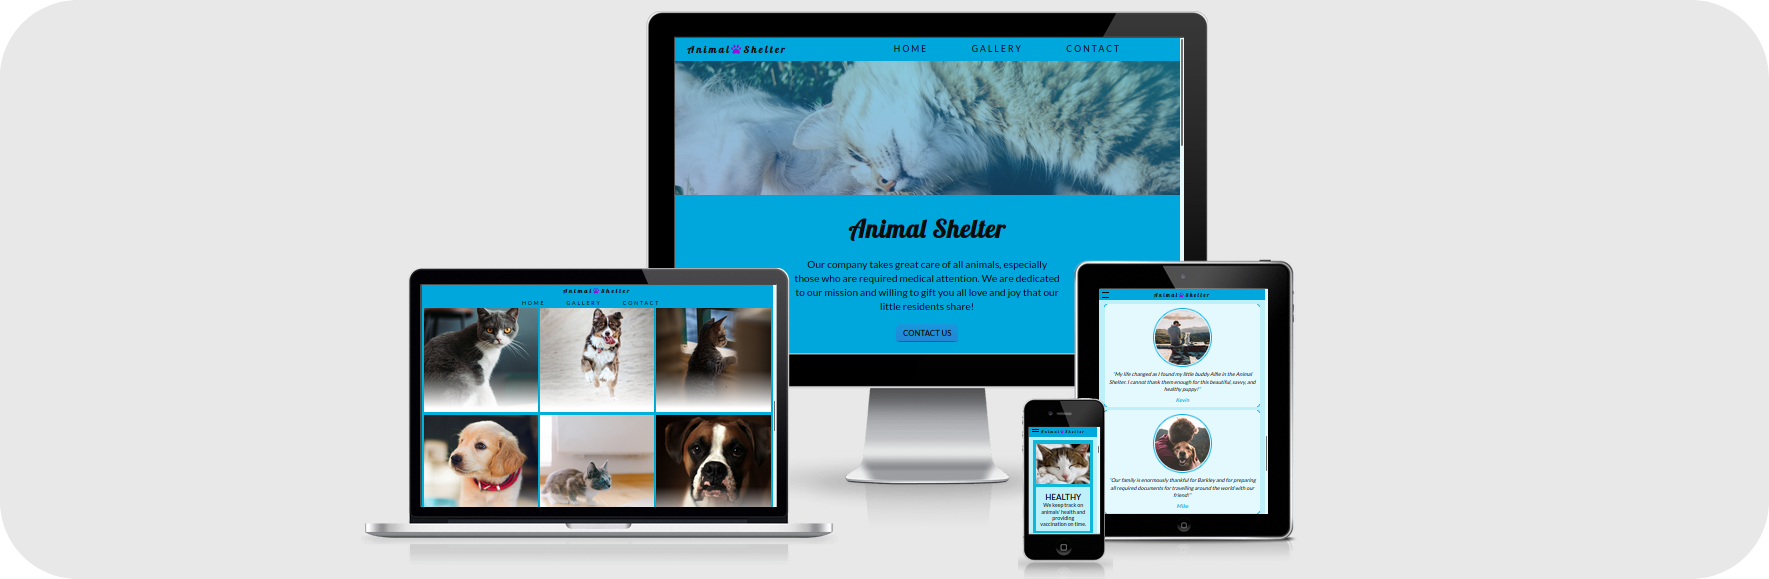 Animal Shelter
HOME GALLERY CONTACT
Animal Shelter
Our company takes great care of all animals, especially
those who are required medical attention. We are dedicated
to our mission and willing to gift you all love and joy that our
little residents share!
CONTACT US
Animal Shelter
HOME GALLERY CONTACT
Animal Shelter
"My life changed as I found my little buddy Alfie in the Animal
Shelter. I cannot thank them enough for this beautiful, savvy, and
healthy puppy!"
Kevin
"Our family is enormously thankful for Barkley and for preparing
all required documents for travelling around the world with our
friend!"
Mike
Animal Shelter
HEALTHY
We keep track on
animals' health and
providing
vaccination on time.